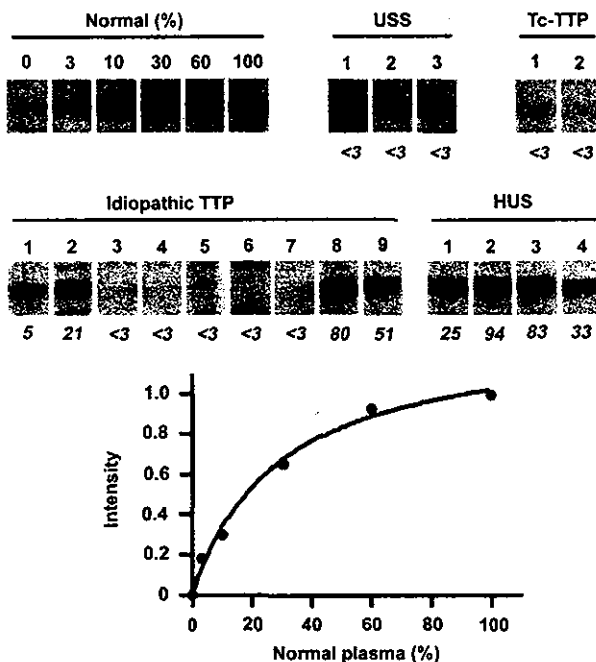 Normal (%) USS Tc-TTP
0 3 10 30 60 100 1 2 3 1 2
<3 <3 <3 <3 <3
Idiopathic TTP HUS
1 2 3 4 5 6 7 8 9 1 2 3 4
5 21 <3 <3 <3 <3 <3 80 51 25 94 83 33
1.0
0.8
0.6
0.4
0.2
0
Intensity
0 20 40 60 80 100
Normal plasma (%)